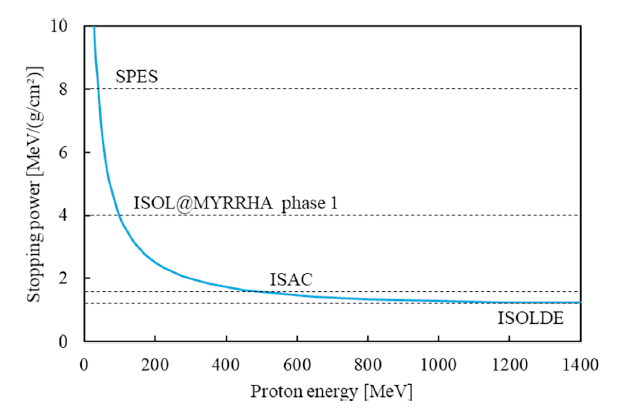 10
SPES
8
6
ISOL@MYRRHA phase 1
4
ISAC
2
ISOLDE
0
0 200 400 600 800 1000 1200 1400
Proton energy [MeV]
Stopping power [MeV/(g/cm²)]